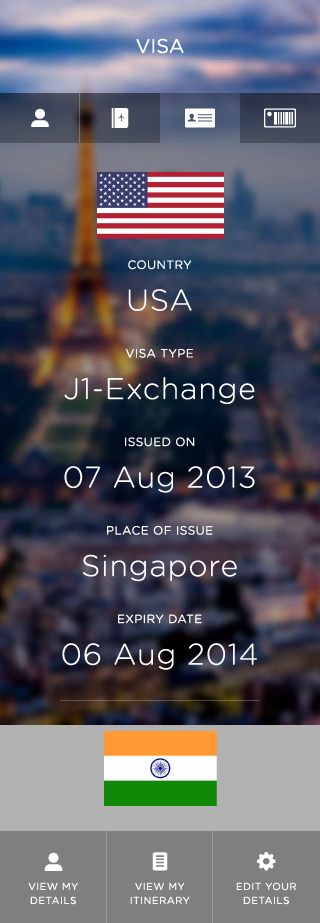 VISA
COUNTRY
USA
VISA TYPE
J1-Exchange
ISSUED ON
07 Aug 2013
PLACE OF ISSUE
Singapore
EXPIRY DATE
06 Aug 2014
VIEW MY
DETAILS
VIEW MY
ITINERARY
EDIT YOUR
DETAILS